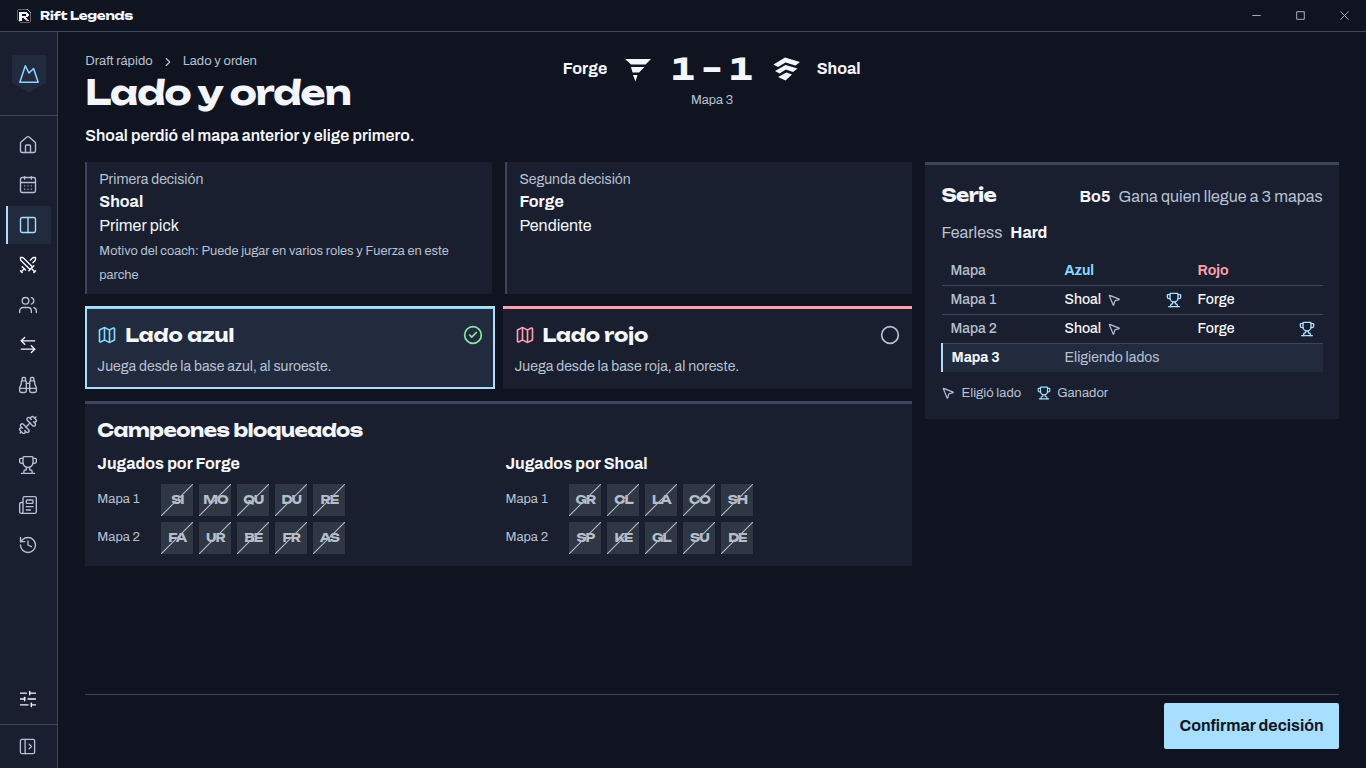 Rift Legends
Draft rápido > Lado y orden
Lado y orden
Forge 1 – 1 Shoal
Mapa 3
Shoal perdió el mapa anterior y elige primero.
Primera decisión
Shoal
Primer pick
Motivo del coach: Puede jugar en varios roles y Fuerza en este
parche
Segunda decisión
Forge
Pendiente
Lado azul
Juega desde la base azul, al suroeste.
Lado rojo
Juega desde la base roja, al noreste.
Campeones bloqueados
Jugados por Forge
Mapa 1 SI MO QU DU RE
Mapa 2 FA UR BE FR AS
Jugados por Shoal
Mapa 1 GR CL LA CO SH
Mapa 2 SP KE GL SU DE
Serie
Bo5 Gana quien llegue a 3 mapas
Fearless Hard
Mapa Azul Rojo
Mapa 1 Shoal Forge
Mapa 2 Shoal Forge
Mapa 3 Eligiendo lados
Eligió lado Ganador
Confirmar decisión